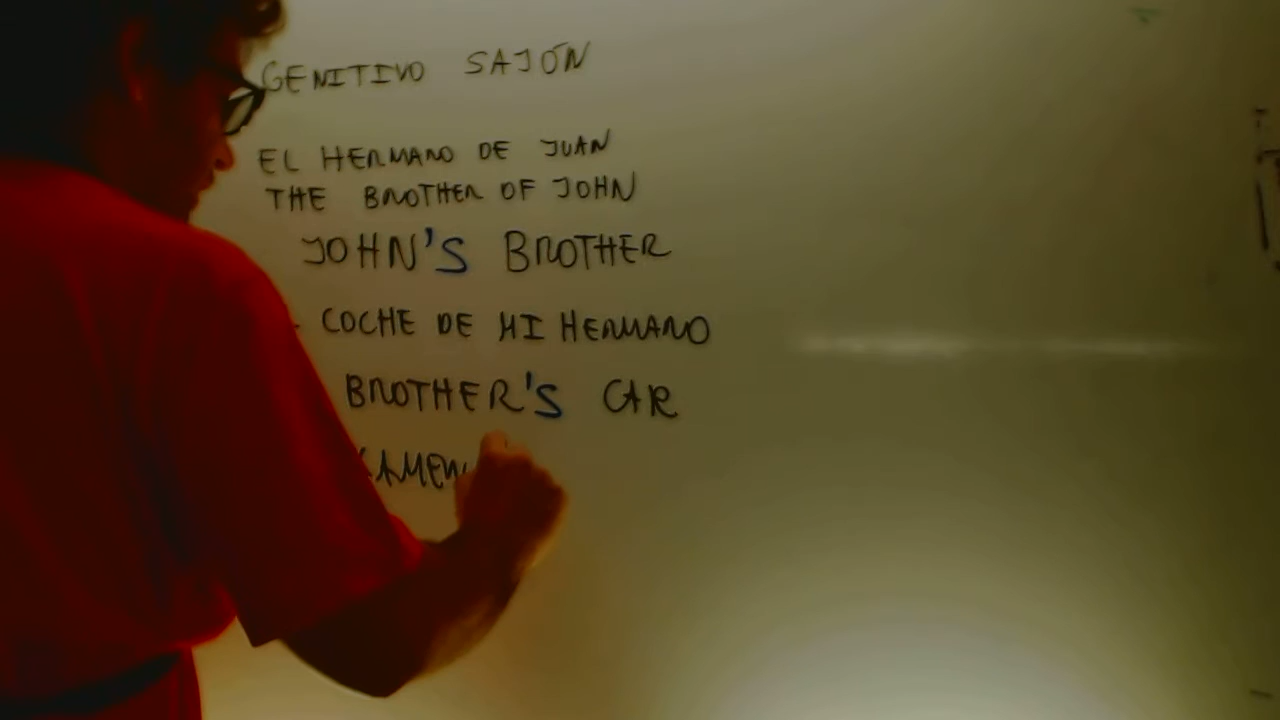 GENITIVO SAJÓN
EL HERMANO DE JUAN
THE BROTHER OF JOHN
JOHN'S BROTHER
COCHE DE MI HERMANO
BROTHER'S CAR